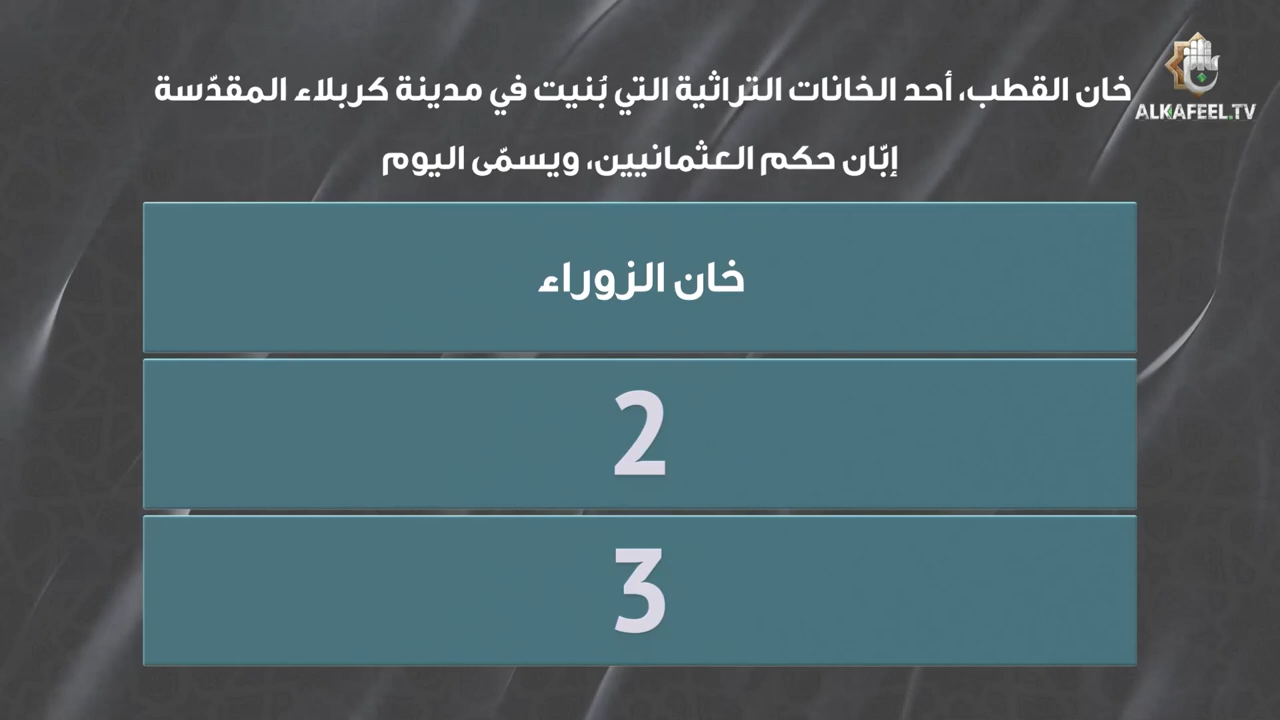 خان القطب، أحد الخانات التراثية التي بُنيت في مدينة كربلاء المقدّسة
إبّان حكم العثمانيين، ويسمّى اليوم
خان الزوراء
2
3
ALKAFEEL.TV